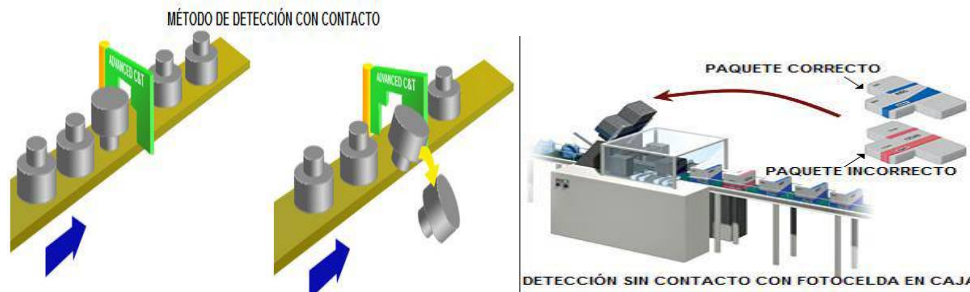 MÉTODO DE DETECCIÓN CON CONTACTO
ADVANCED C&T
ADVANCED C&T
PAQUETE CORRECTO
PAQUETE INCORRECTO
DETECCIÓN SIN CONTACTO CON FOTOCELDA EN CAJA